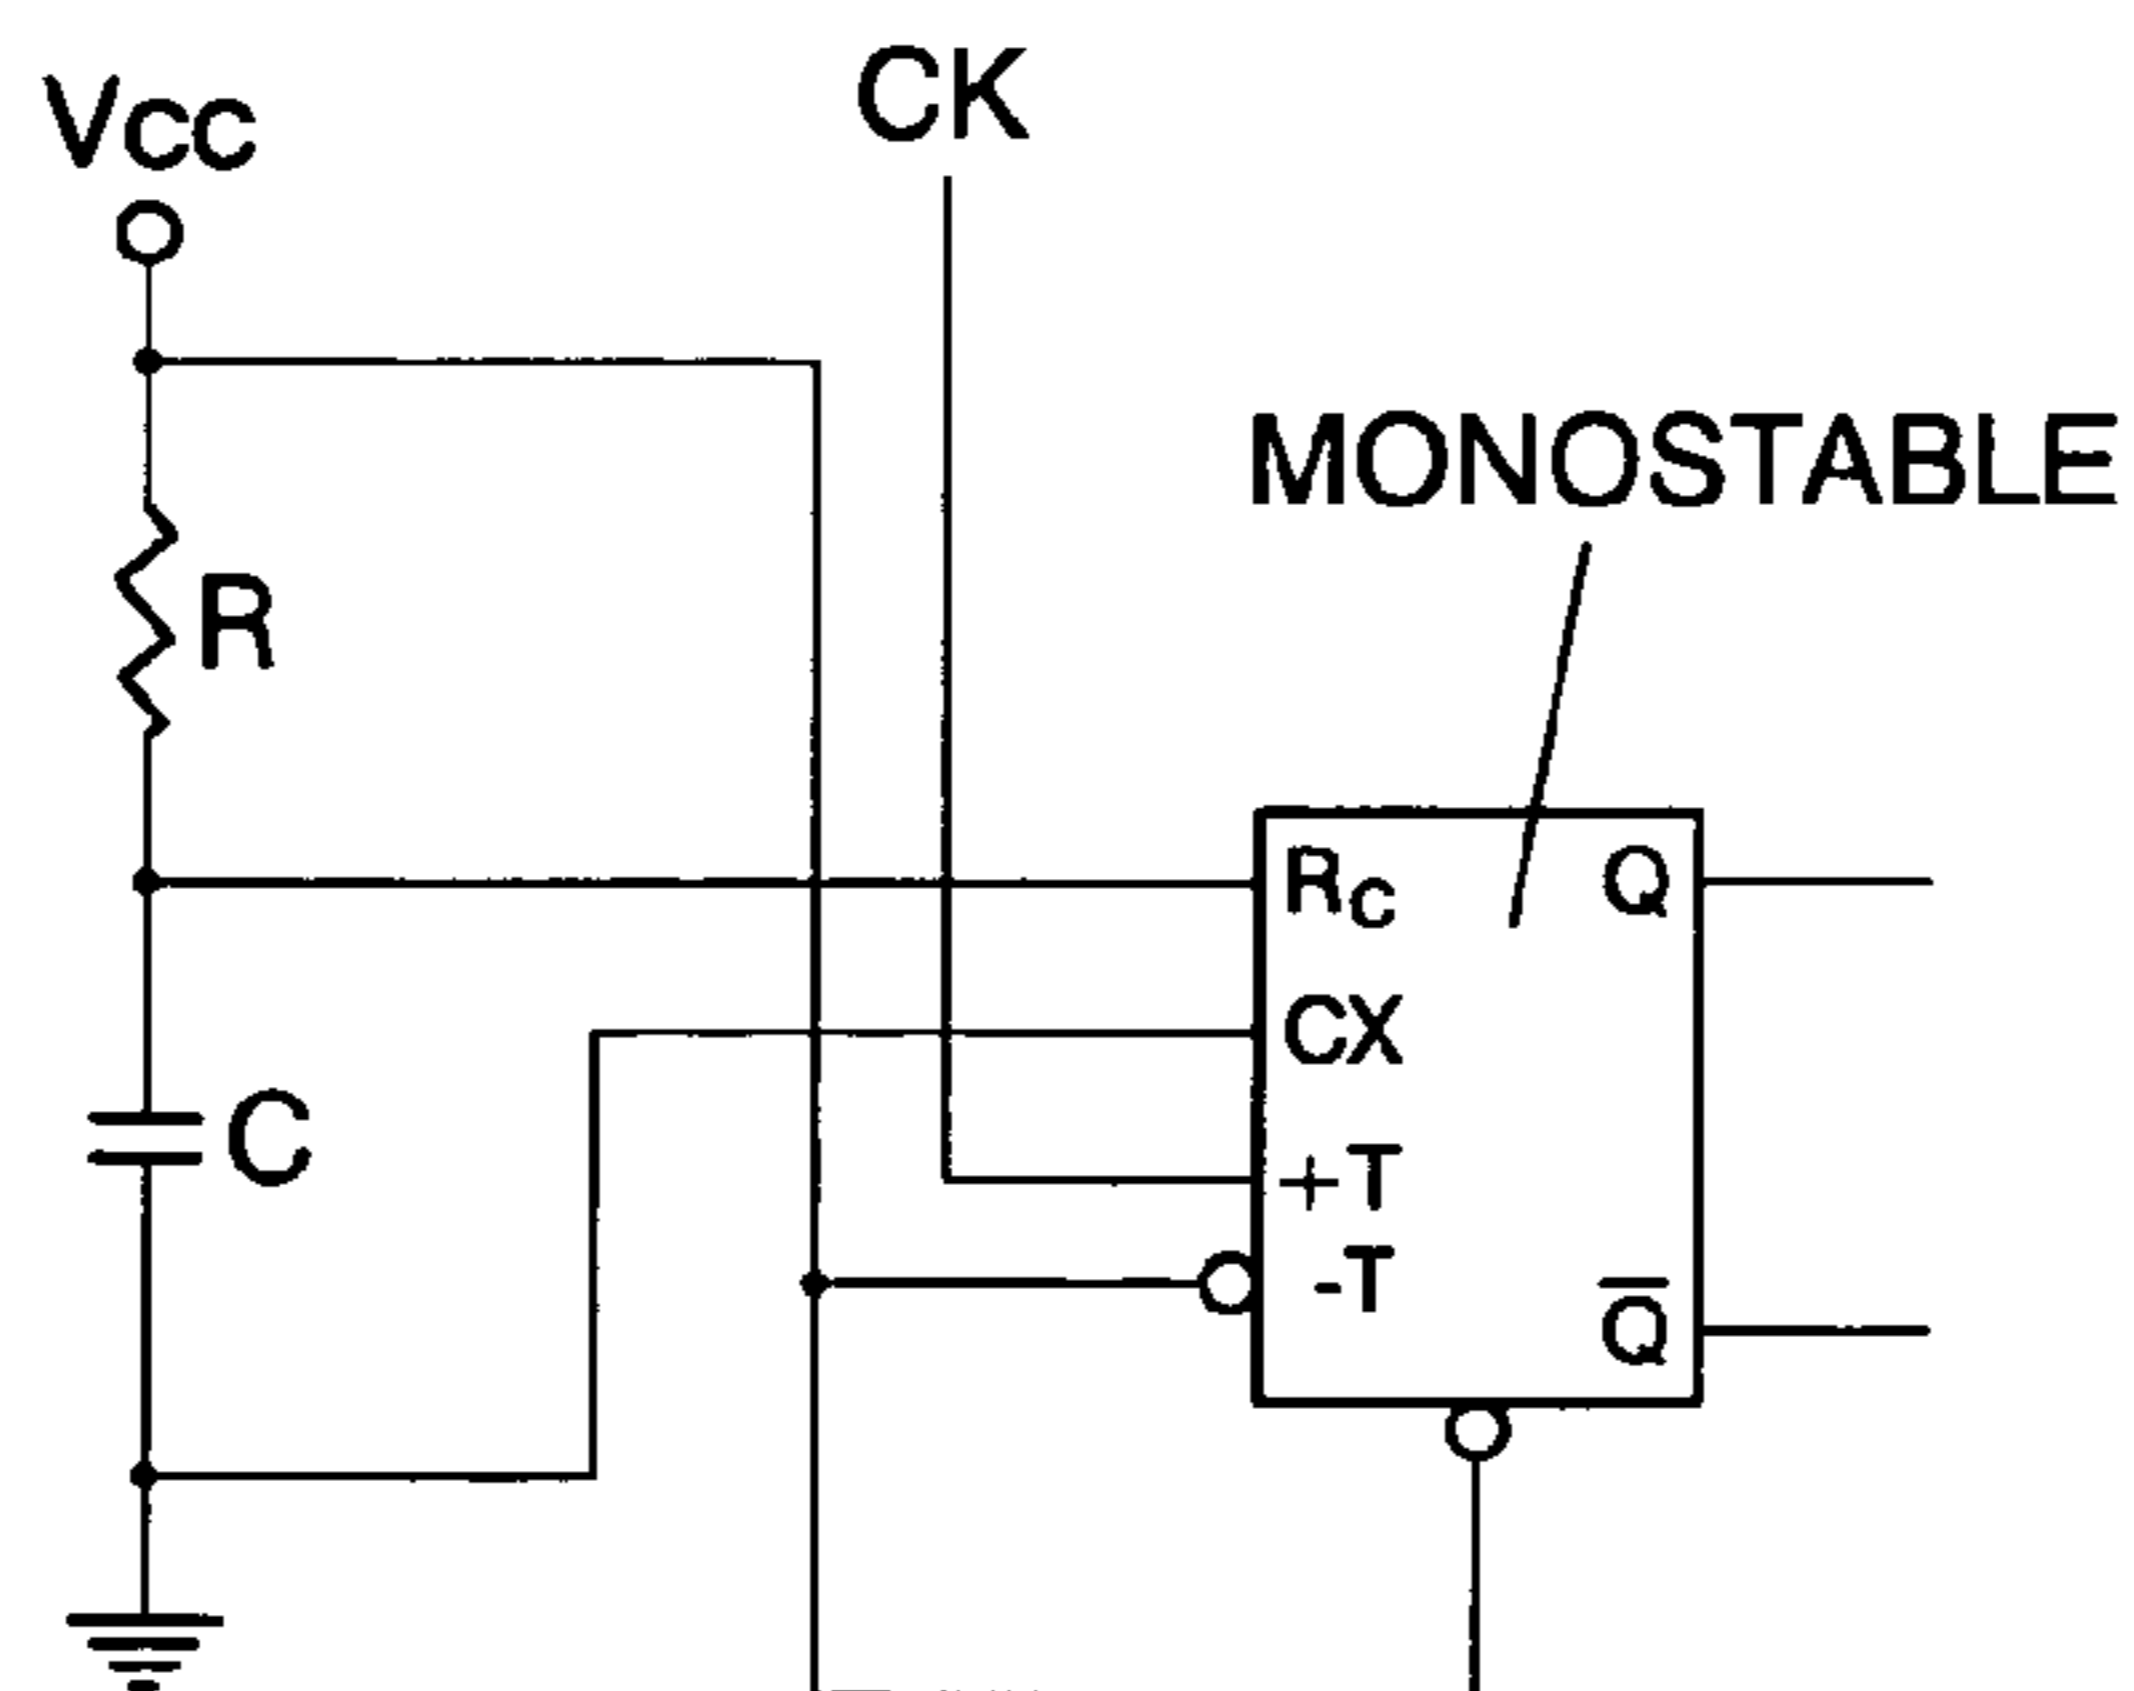 CK
Vcc
MONOSTABLE
R
Rc
Q
CX
C
+T
-T
Q̅